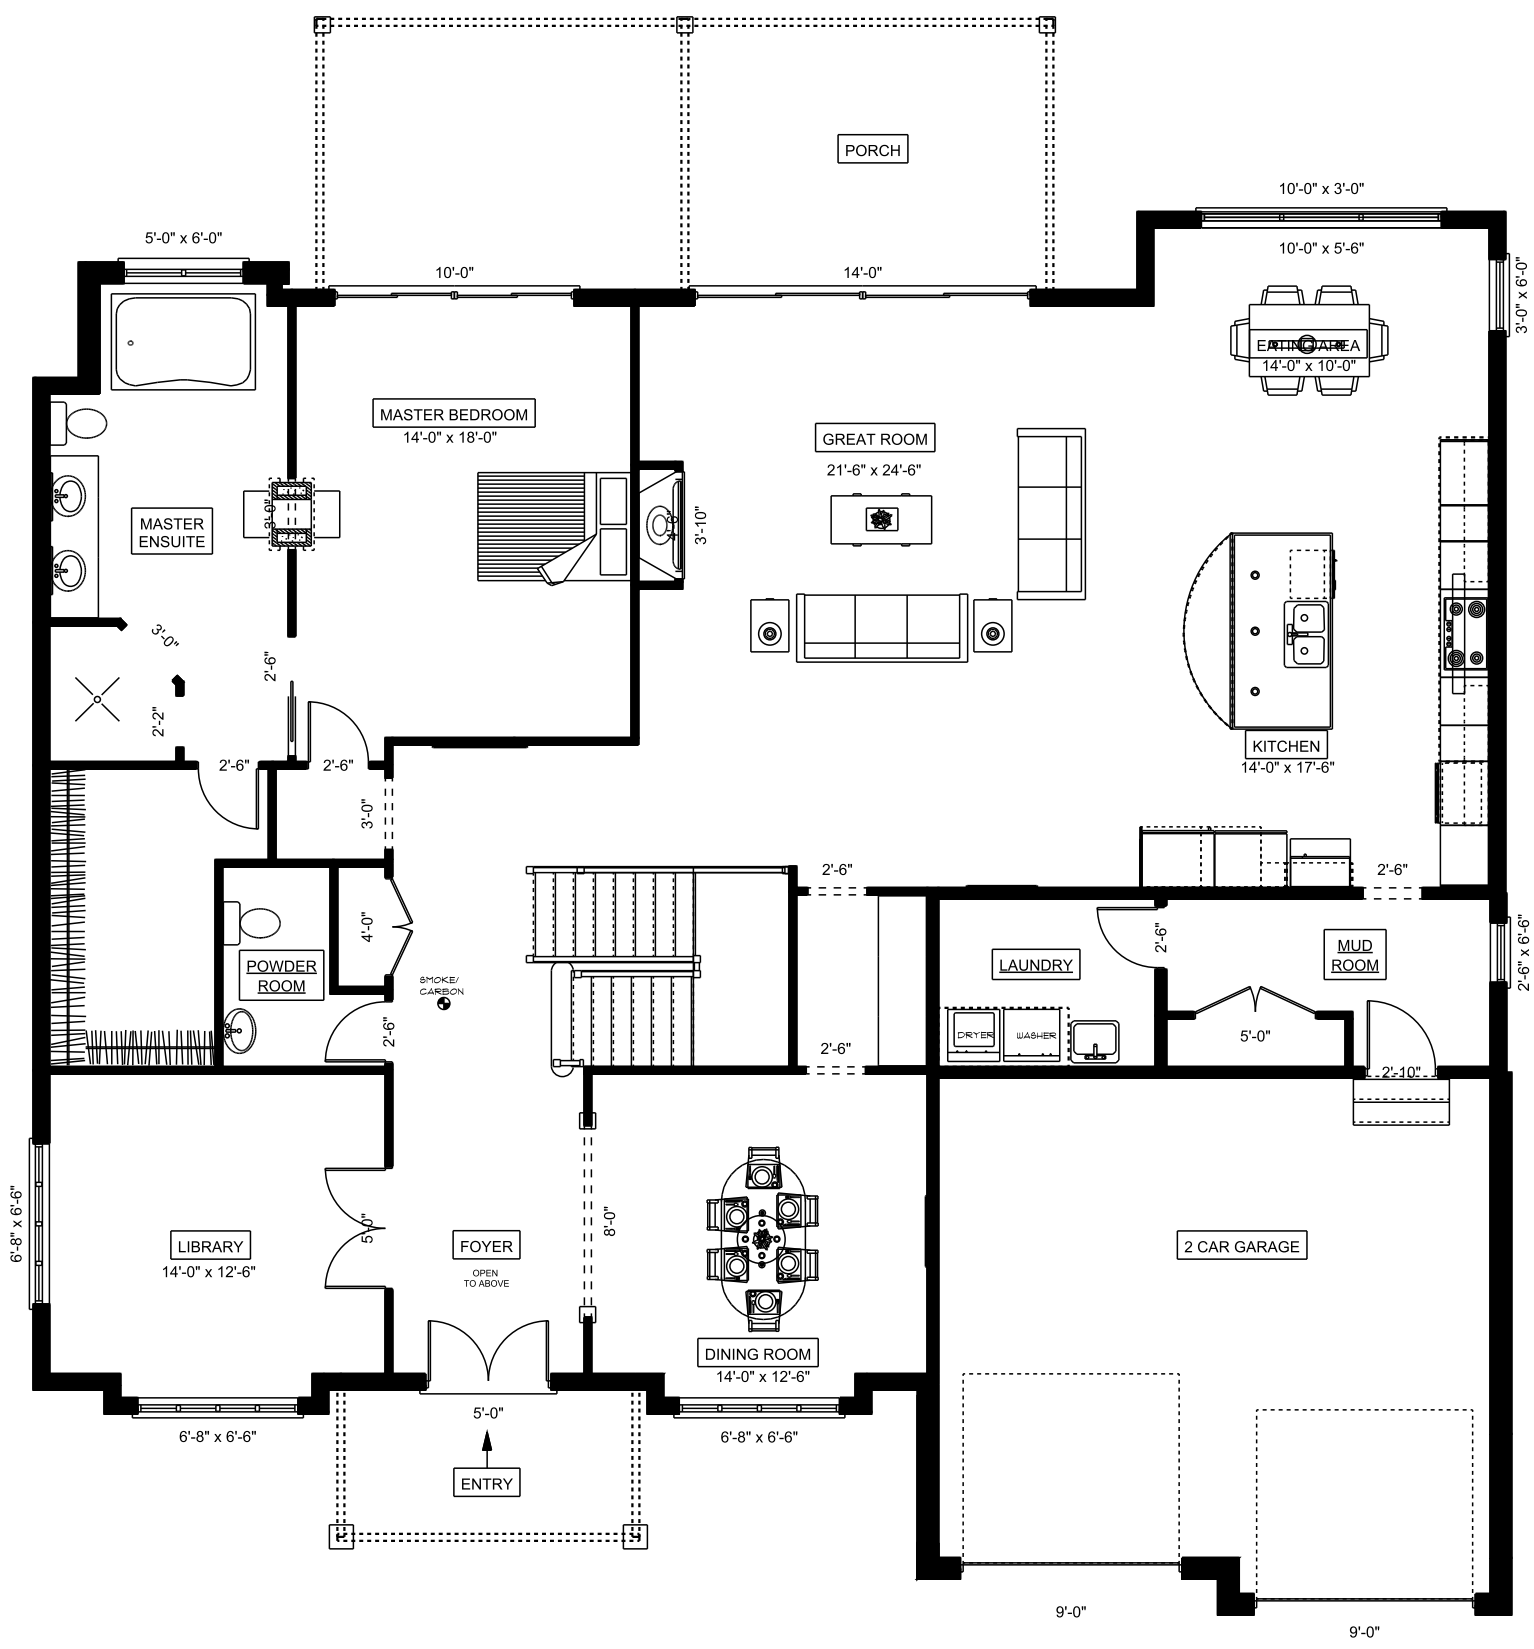 PORCH
10'-0" x 3'-0"
5'-0" x 6'-0"
10'-0" x 5'-6"
10'-0"
14'-0"
3'-0" x 6'-0"
EATING AREA
14'-0" x 10'-0"
MASTER BEDROOM
14'-0" x 18'-0"
GREAT ROOM
21'-6" x 24'-6"
MASTER
ENSUITE
3'-0"
4'-6"
3'-10"
3'-0"
2'-6"
2'-2"
KITCHEN
14'-0" x 17'-6"
2'-6"
2'-6"
3'-0"
2'-6"
2'-6"
4'-0"
2'-6"
2'-6" x 6'-6"
MUD
ROOM
LAUNDRY
POWDER
ROOM
SMOKE/
CARBON
2'-6"
DRYER
WASHER
5'-0"
2'-6"
2'-10"
6'-8" x 6'-6"
5'-0"
8'-0"
LIBRARY
14'-0" x 12'-6"
FOYER
OPEN
TO ABOVE
2 CAR GARAGE
DINING ROOM
14'-0" x 12'-6"
5'-0"
6'-8" x 6'-6"
6'-8" x 6'-6"
ENTRY
9'-0"
9'-0"